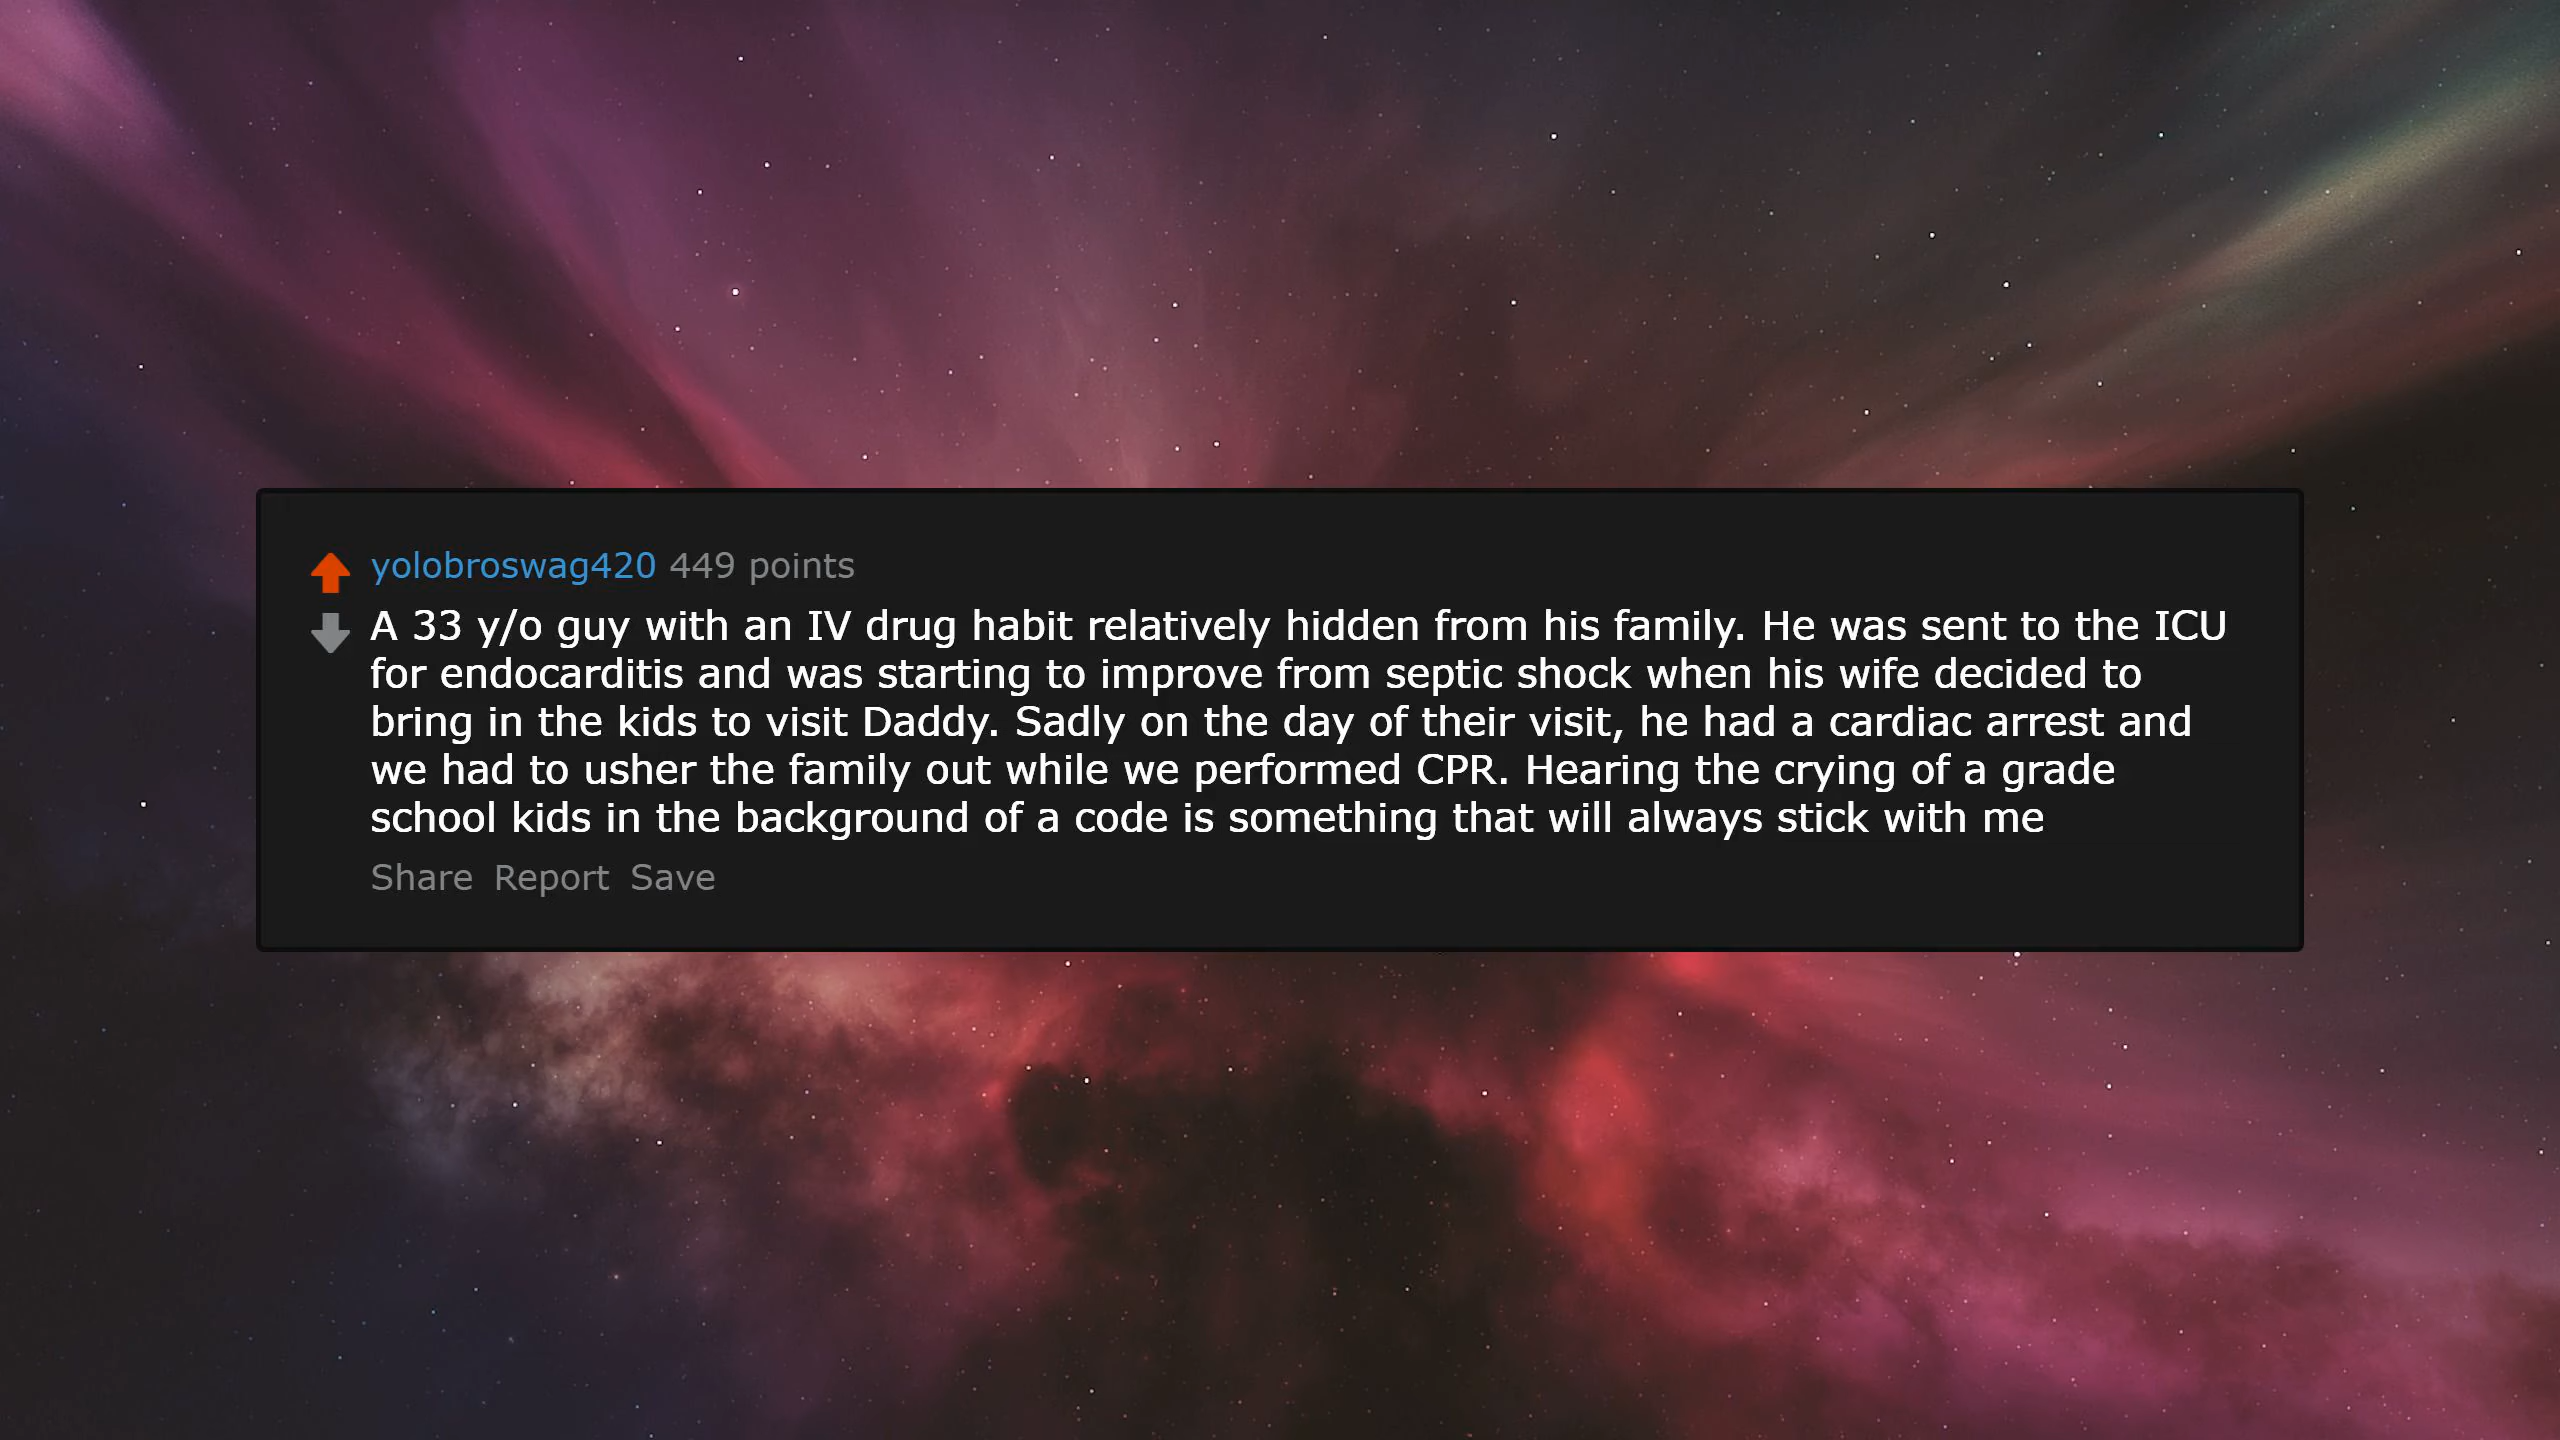 yolobroswag420 449 points
A 33 y/o guy with an IV drug habit relatively hidden from his family. He was sent to the ICU
for endocarditis and was starting to improve from septic shock when his wife decided to
bring in the kids to visit Daddy. Sadly on the day of their visit, he had a cardiac arrest and
we had to usher the family out while we performed CPR. Hearing the crying of a grade
school kids in the background of a code is something that will always stick with me
Share Report Save